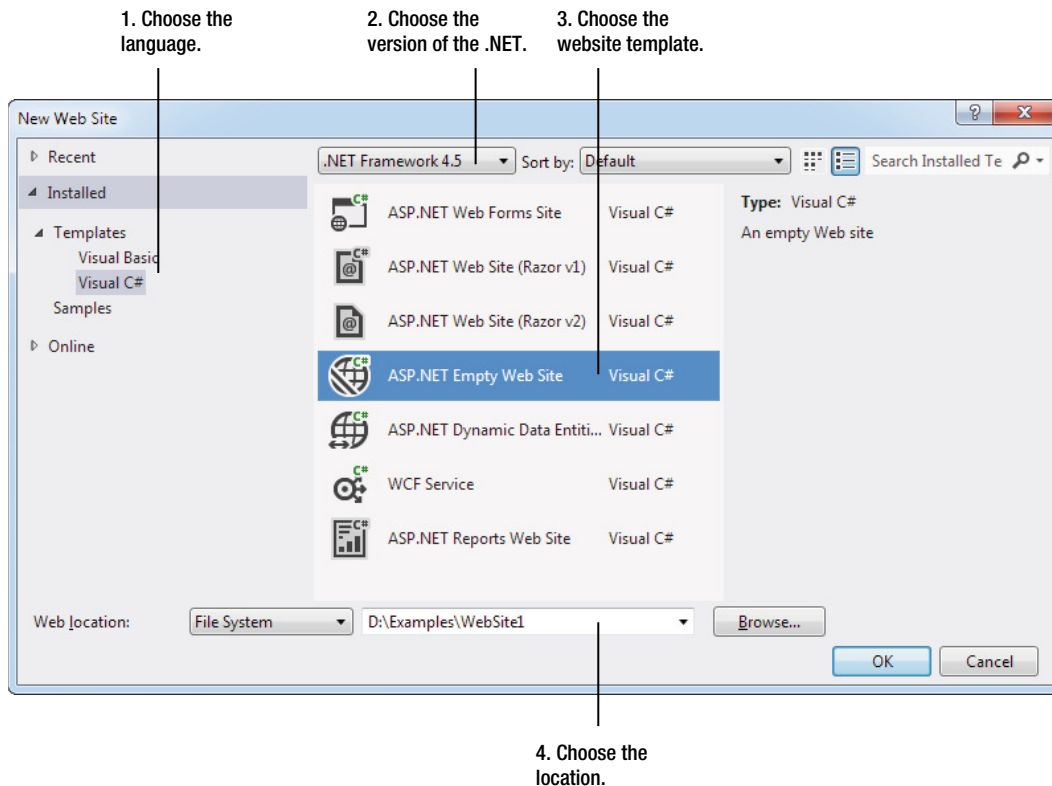 1. Choose the
language.
2. Choose the
version of the .NET.
3. Choose the
website template.
New Web Site
Recent
Installed
Templates
Visual Basic
Visual C#
Samples
Online
.NET Framework 4.5
Sort by:
Default
Search Installed Te
ASP.NET Web Forms Site Visual C#
ASP.NET Web Site (Razor v1) Visual C#
ASP.NET Web Site (Razor v2) Visual C#
ASP.NET Empty Web Site Visual C#
ASP.NET Dynamic Data Entiti... Visual C#
WCF Service Visual C#
ASP.NET Reports Web Site Visual C#
Type: Visual C#
An empty Web site
Web location:
File System
D:\Examples\WebSite1
Browse...
OK
Cancel
4. Choose the
location.